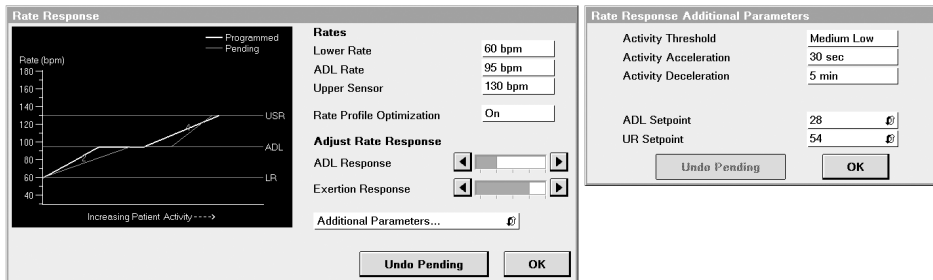 Rate Response
Programmed
Pending
Rate (bpm)
180
160
140
120
100
80
60
40
USR
ADL
LR
Increasing Patient Activity ---->
Rates
Lower Rate 60 bpm
ADL Rate 95 bpm
Upper Sensor 130 bpm
Rate Profile Optimization On
Adjust Rate Response
ADL Response
Exertion Response
Additional Parameters...
Undo Pending OK
Rate Response Additional Parameters
Activity Threshold Medium Low
Activity Acceleration 30 sec
Activity Deceleration 5 min
ADL Setpoint 28
UR Setpoint 54
Undo Pending OK